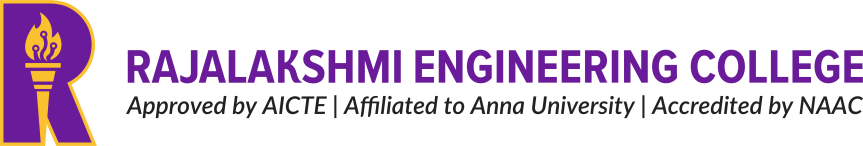 RAJALAKSHMI ENGINEERING COLLEGE
Approved by AICTE | Affiliated to Anna University | Accredited by NAAC